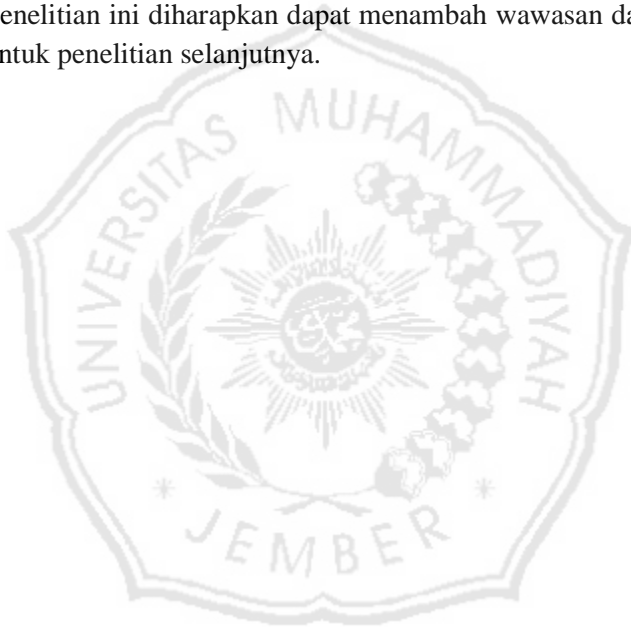 enelitian ini diharapkan dapat menambah wawasan da
ntuk penelitian selanjutnya.
UNIVERSITAS MUHAMMADIYAH
* JEMBER *